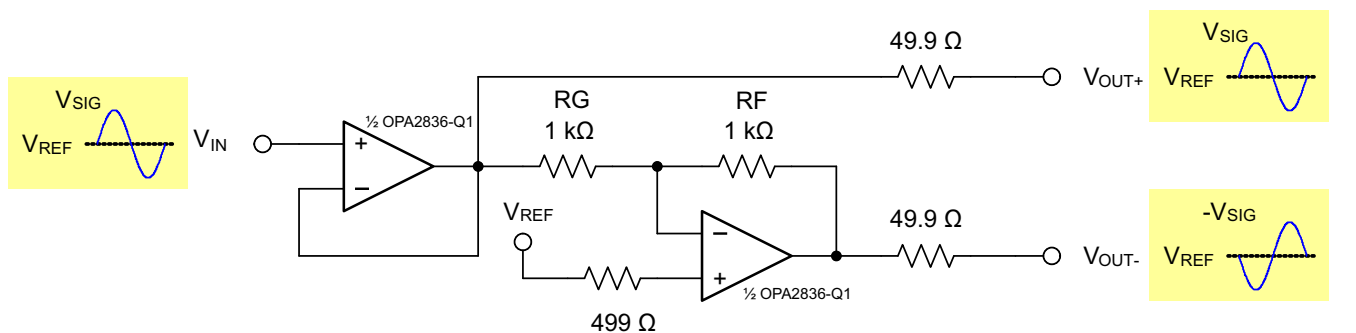 VSIG
VREF
VIN
+
−
½ OPA2836-Q1
RG
1 kΩ
RF
1 kΩ
49.9 Ω
VOUT+
VSIG
VREF
VREF
499 Ω
−
+
½ OPA2836-Q1
49.9 Ω
VOUT-
-VSIG
VREF